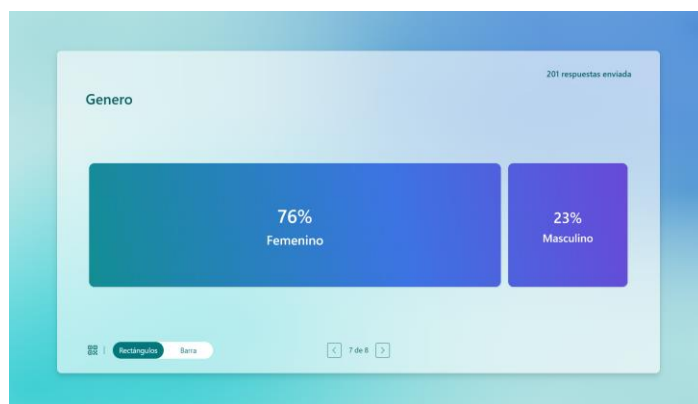 201 respuestas enviada
Genero
76%
Femenino
23%
Masculino
Rectángulos Barra
7 de 8